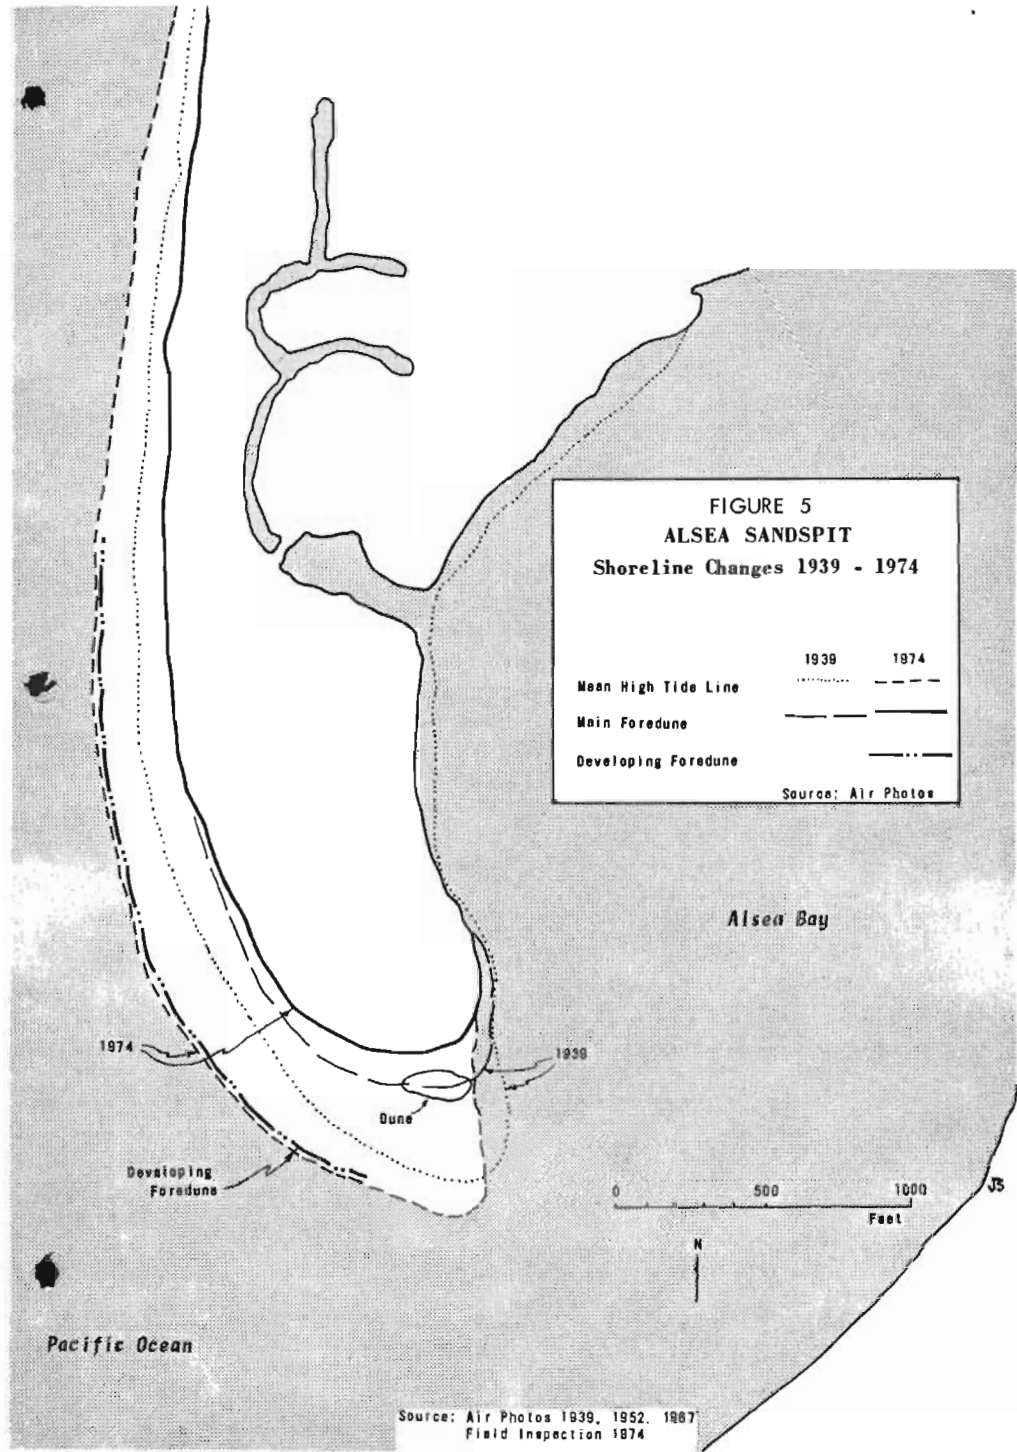 FIGURE 5
ALSEA SANDSPIT
Shoreline Changes 1939 - 1974
1939 1974
Mean High Tide Line
Main Foredune
Developing Foredune
Source: Air Photos
Alsea Bay
1974
1939
Dune
Developing
Foredune
0 500 1000
Feet
JS
N
Pacific Ocean
Source: Air Photos 1939, 1952. 1967
Field Inspection 1974